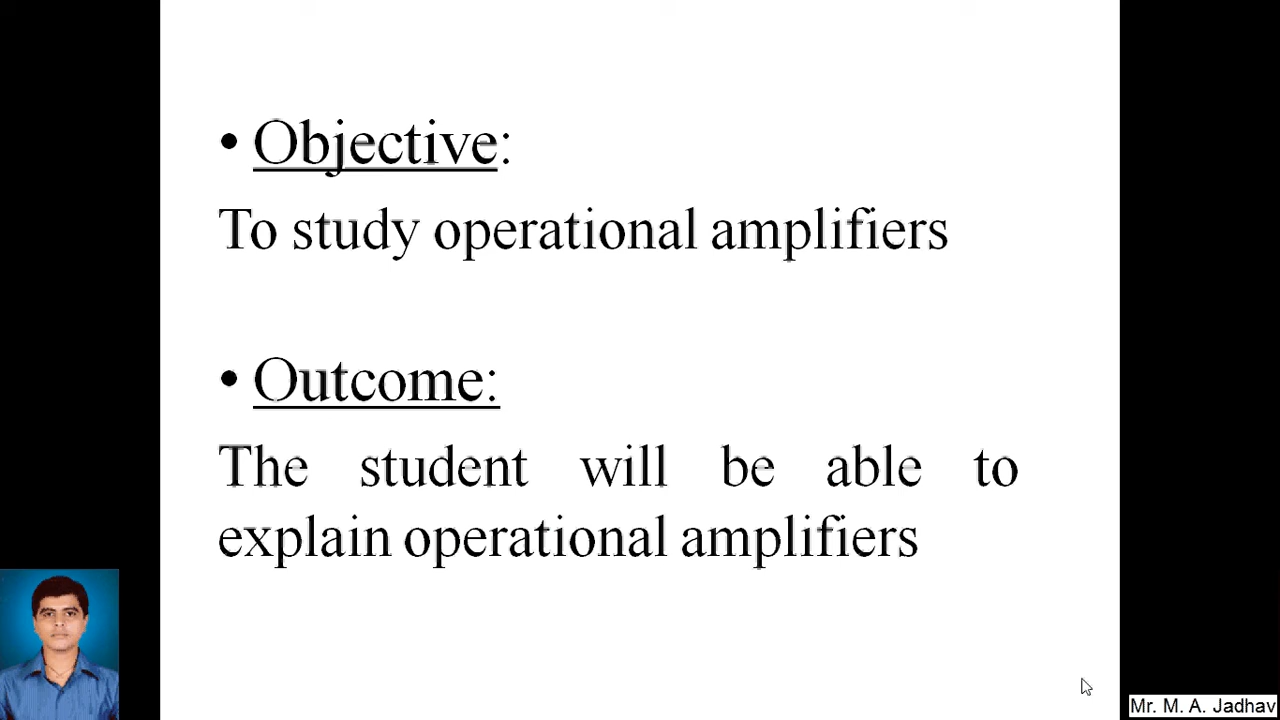 • Objective:
To study operational amplifiers
• Outcome:
The student will be able to
explain operational amplifiers
Mr. M. A. Jadhav